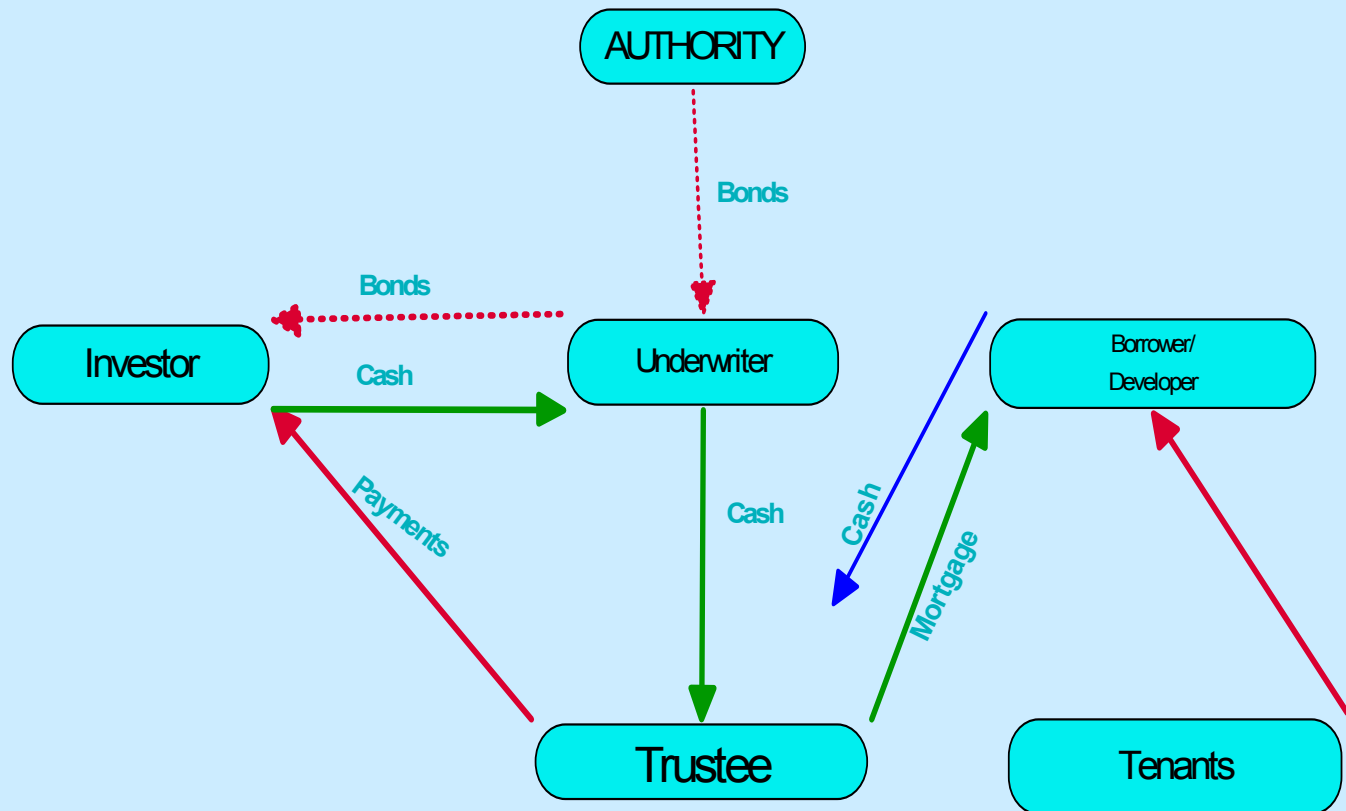 AUTHORITY
Bonds
Bonds
Investor
Cash
Underwriter
Borrower/
Developer
Payments
Cash
Cash
Mortgage
Trustee
Tenants